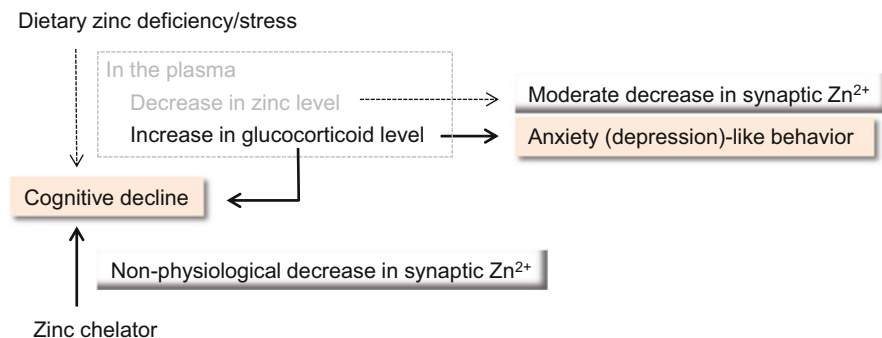 Dietary zinc deficiency/stress
In the plasma
Decrease in zinc level
Increase in glucocorticoid level
Moderate decrease in synaptic Zn²⁺
Anxiety (depression)-like behavior
Cognitive decline
Non-physiological decrease in synaptic Zn²⁺
Zinc chelator